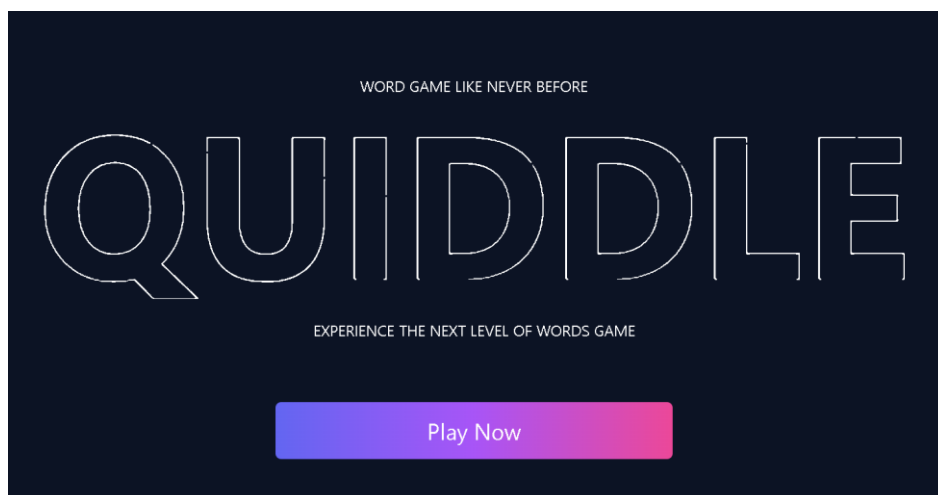 WORD GAME LIKE NEVER BEFORE
QUIDDLE
EXPERIENCE THE NEXT LEVEL OF WORDS GAME
Play Now